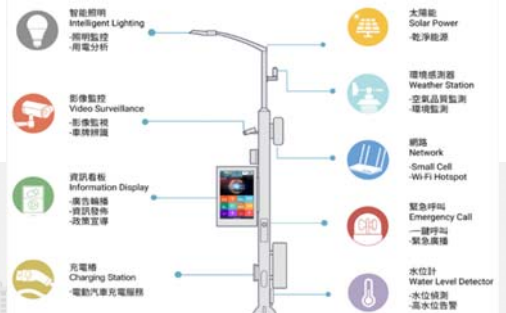 智能照明
Intelligent Lighting
-照明監控
-用電分析
影像監控
Video Surveillance
-影像監視
-車牌辨識
資訊看板
Information Display
-廣告輪播
-資訊發佈
-政策宣導
充電樁
Charging Station
-電動汽車充電服務
太陽能
Solar Power
-乾淨能源
環境感測器
Weather Station
-空氣品質監測
-環境監測
網路
Network
-Small Cell
-Wi-Fi Hotspot
緊急呼叫
Emergency Call
-一鍵呼叫
-緊急廣播
水位計
Water Level Detector
-水位偵測
-高水位告警